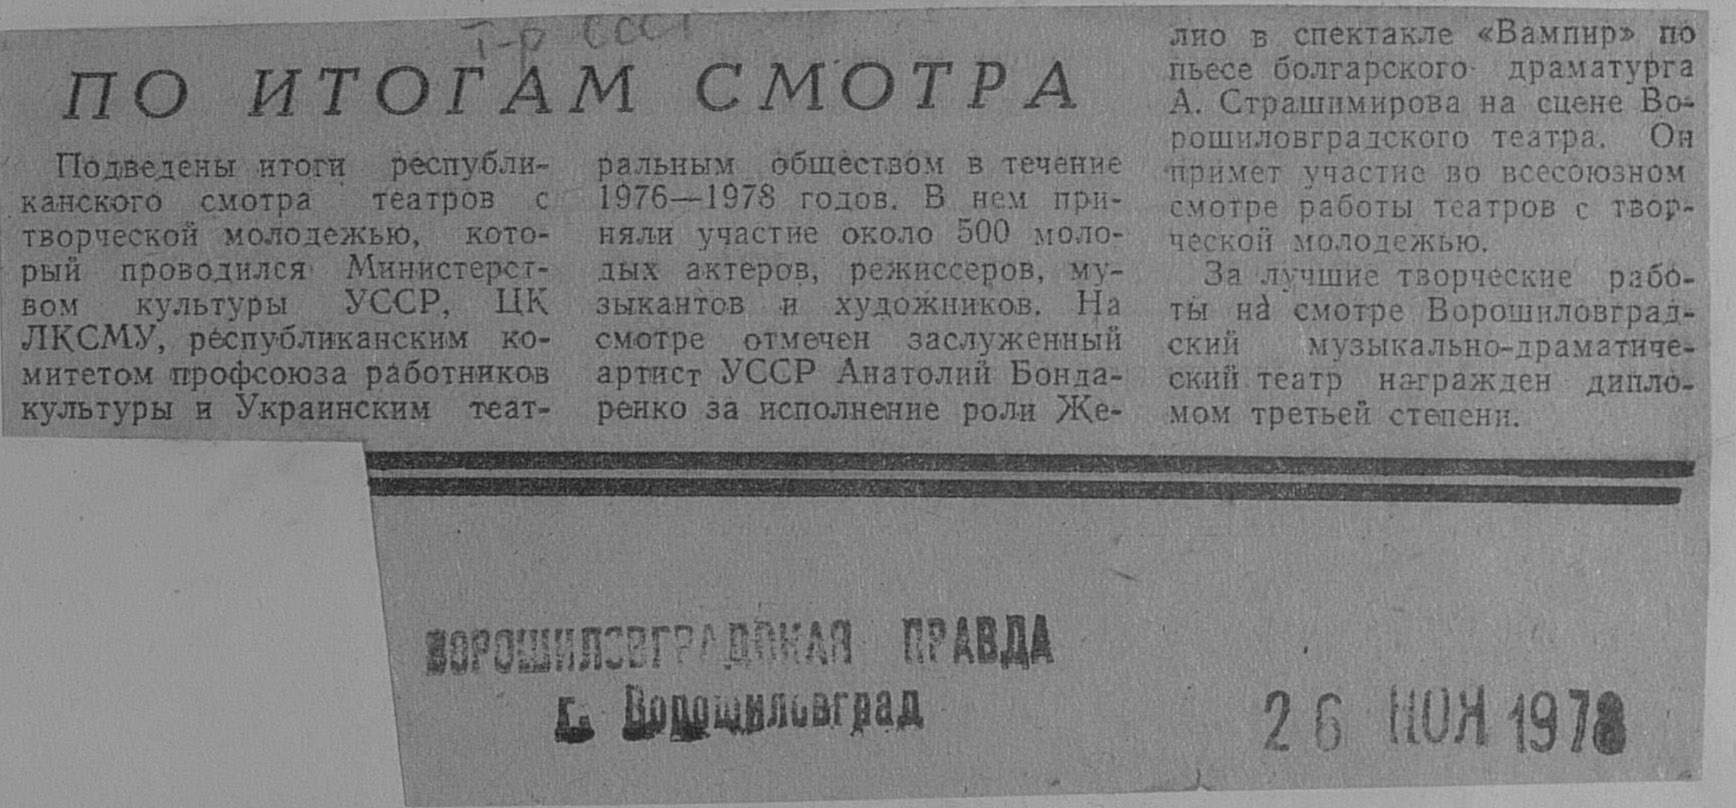 Т-р СССР
ПО ИТОГАМ СМОТРА
Подведены итоги республи-
канского смотра театров с
творческой молодежью, кото-
рый проводился Министерст-
вом культуры УССР, ЦК
ЛКСМУ, республиканским ко-
митетом профсоюза работников
культуры и Украинским теат-
ральным обществом в течение
1976—1978 годов. В нем при-
няли участие около 500 моло-
дых актеров, режиссеров, му-
зыкантов и художников. На
смотре отмечен заслуженный
артист УССР Анатолий Бонда-
ренко за исполнение роли Же-
лио в спектакле «Вампир» по
пьесе болгарского драматурга
А. Страшимирова на сцене Во-
рошиловградского театра. Он
примет участие во всесоюзном
смотре работы театров с твор-
ческой молодежью.
За лучшие творческие рабо-
ты на смотре Ворошиловград-
ский музыкально-драматиче-
ский театр награжден дипло-
мом третьей степени.
ВОРОШИЛОВГРАДСКАЯ ПРАВДА
г. Ворошиловград
26 НОЯ 1978